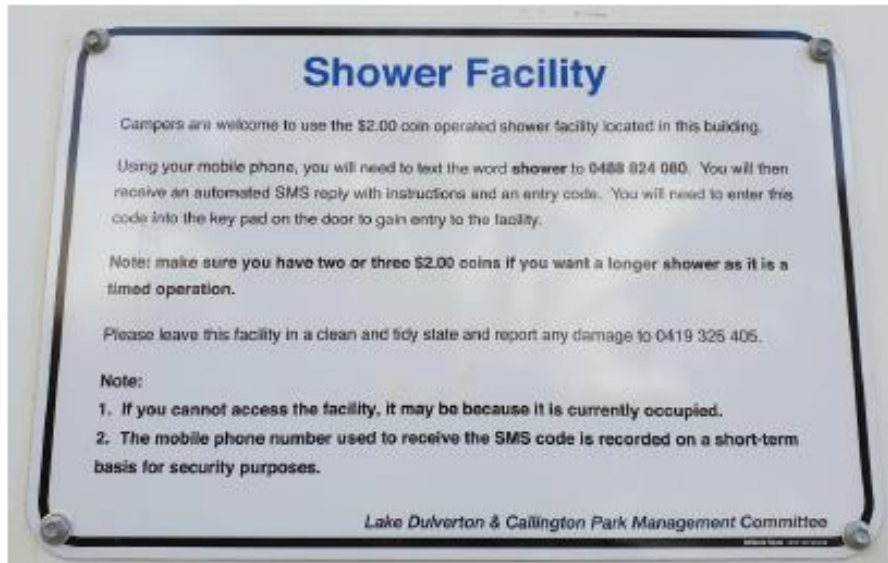 Shower Facility
Campers are welcome to use the $2.00 coin operated shower facility located in this building.
Using your mobile phone, you will need to text the word shower to 0488 824 080. You will then
receive an automated SMS reply with instructions and an entry code. You will need to enter this
code into the key pad on the door to gain entry to the facility.
Note: make sure you have two or three $2.00 coins if you want a longer shower as it is a
timed operation.
Please leave this facility in a clean and tidy state and report any damage to 0419 325 405.
Note:
1. If you cannot access the facility, it may be because it is currently occupied.
2. The mobile phone number used to receive the SMS code is recorded on a short-term
basis for security purposes.
Lake Dulverton & Callington Park Management Committee